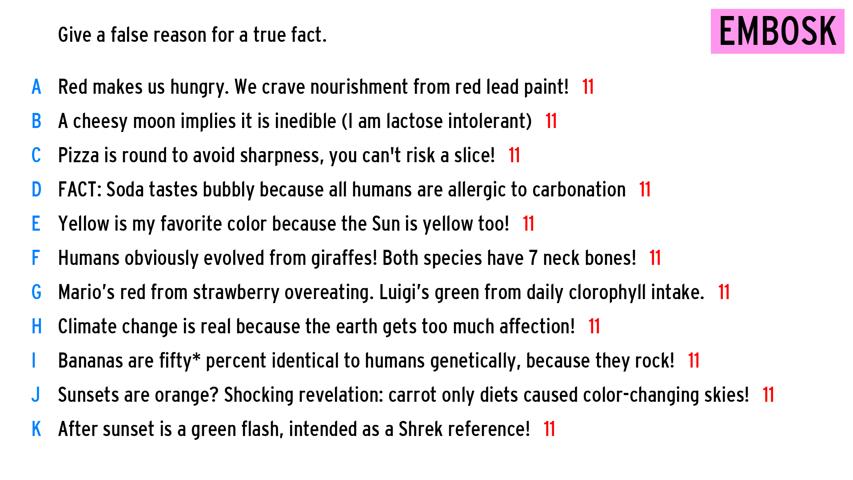 Give a false reason for a true fact.
EMBOSK
A Red makes us hungry. We crave nourishment from red lead paint! 11
B A cheesy moon implies it is inedible (I am lactose intolerant) 11
C Pizza is round to avoid sharpness, you can't risk a slice! 11
D FACT: Soda tastes bubbly because all humans are allergic to carbonation 11
E Yellow is my favorite color because the Sun is yellow too! 11
F Humans obviously evolved from giraffes! Both species have 7 neck bones! 11
G Mario’s red from strawberry overeating. Luigi’s green from daily clorophyll intake. 11
H Climate change is real because the earth gets too much affection! 11
I Bananas are fifty* percent identical to humans genetically, because they rock! 11
J Sunsets are orange? Shocking revelation: carrot only diets caused color-changing skies! 11
K After sunset is a green flash, intended as a Shrek reference! 11